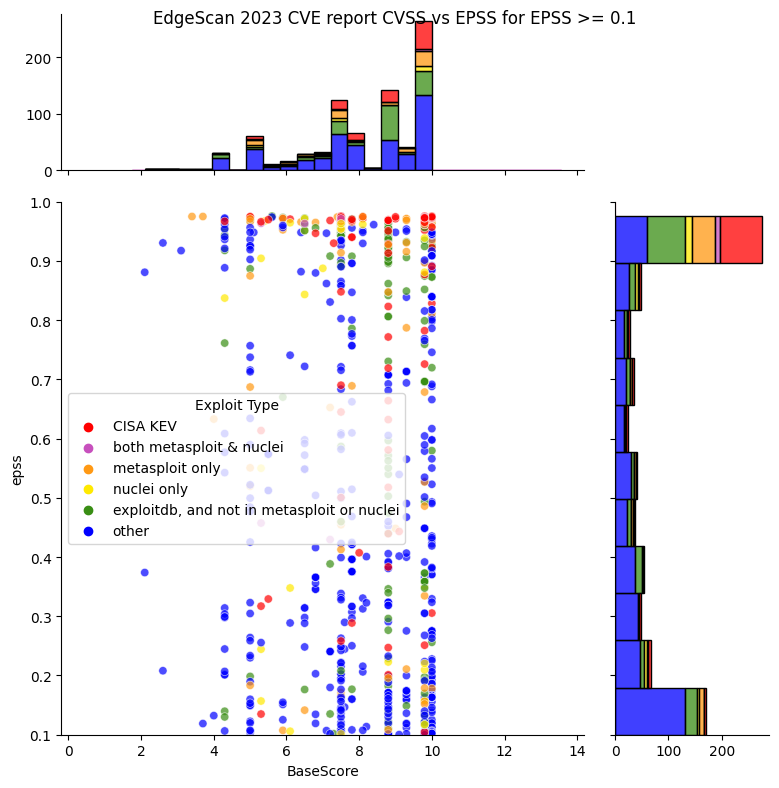 EdgeScan 2023 CVE report CVSS vs EPSS for EPSS >= 0.1
200
100
0
1.0
0.9
0.8
0.7
0.6
0.5
0.4
0.3
0.2
0.1
epss
Exploit Type
CISA KEV
both metasploit & nuclei
metasploit only
nuclei only
exploitdb, and not in metasploit or nuclei
other
0 2 4 6 8 10 12 14
BaseScore
0 200